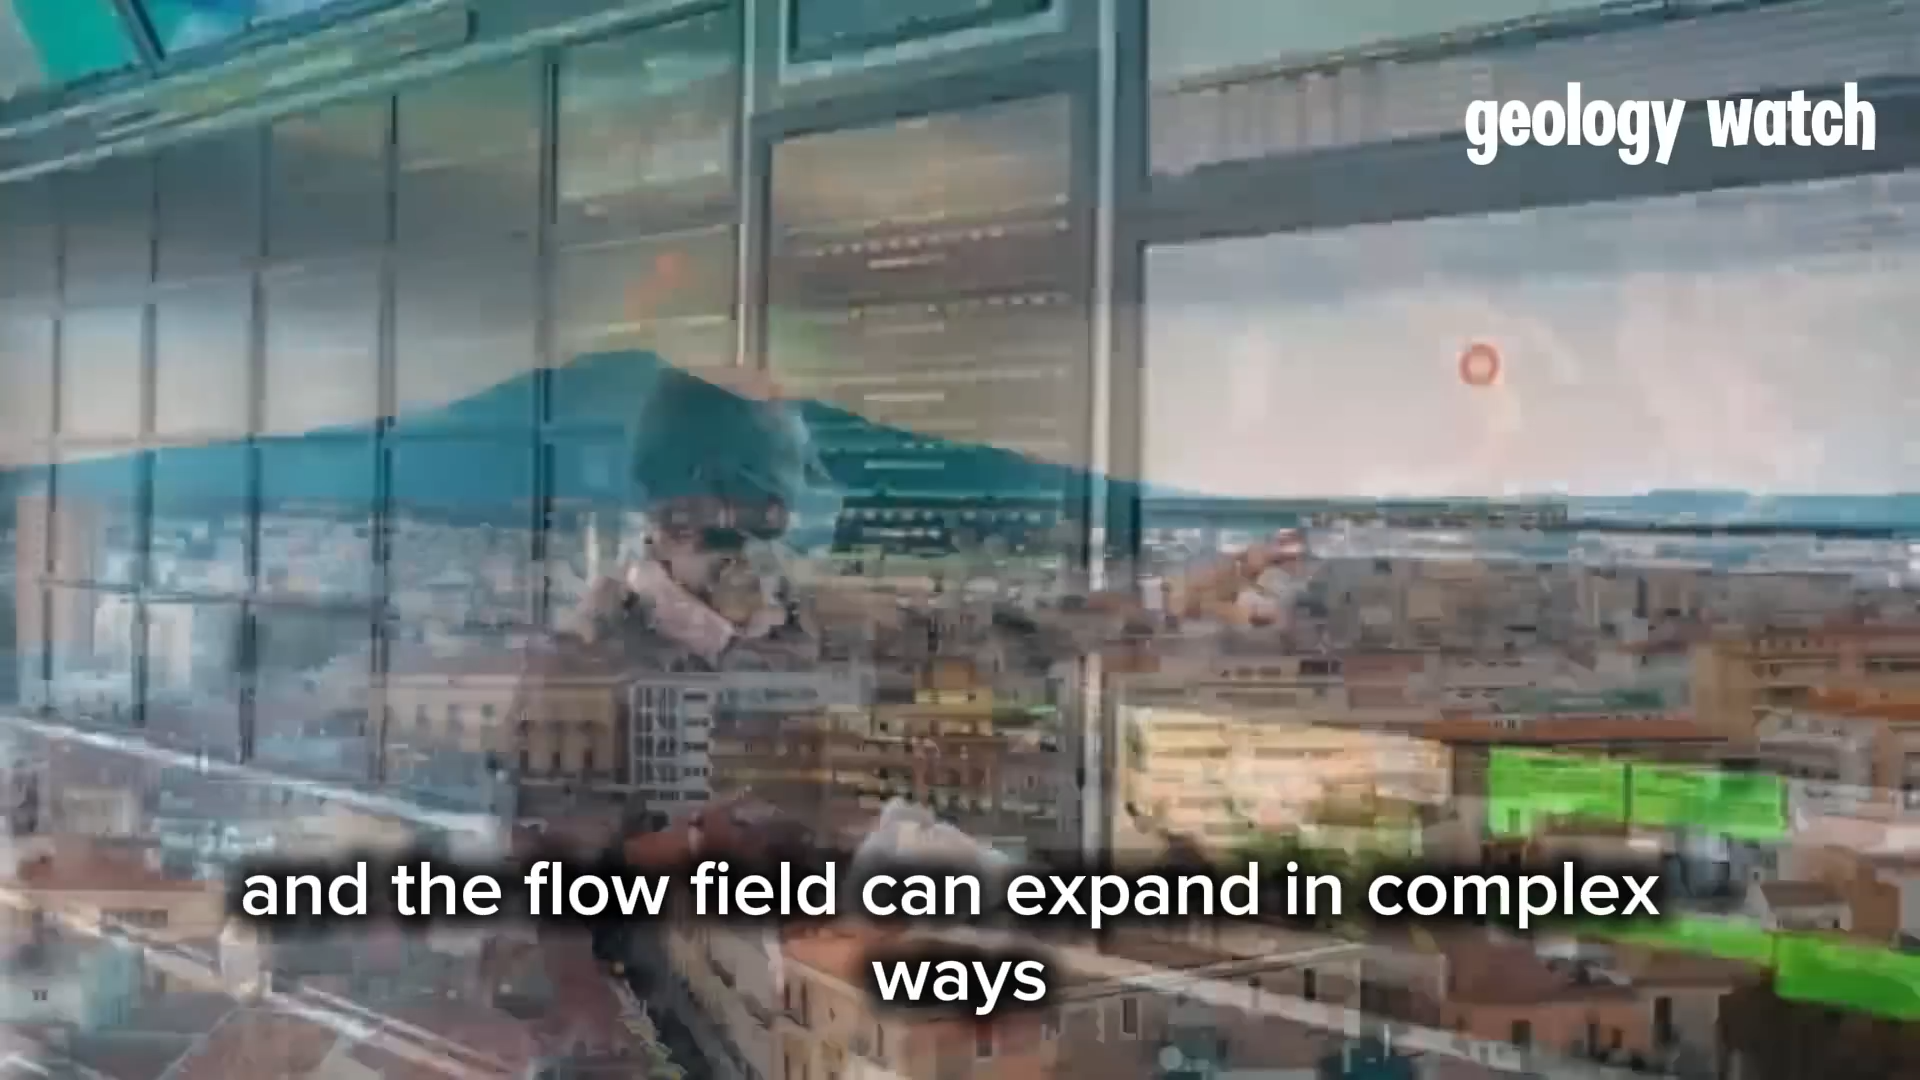 geology watch
and the flow field can expand in complex
ways